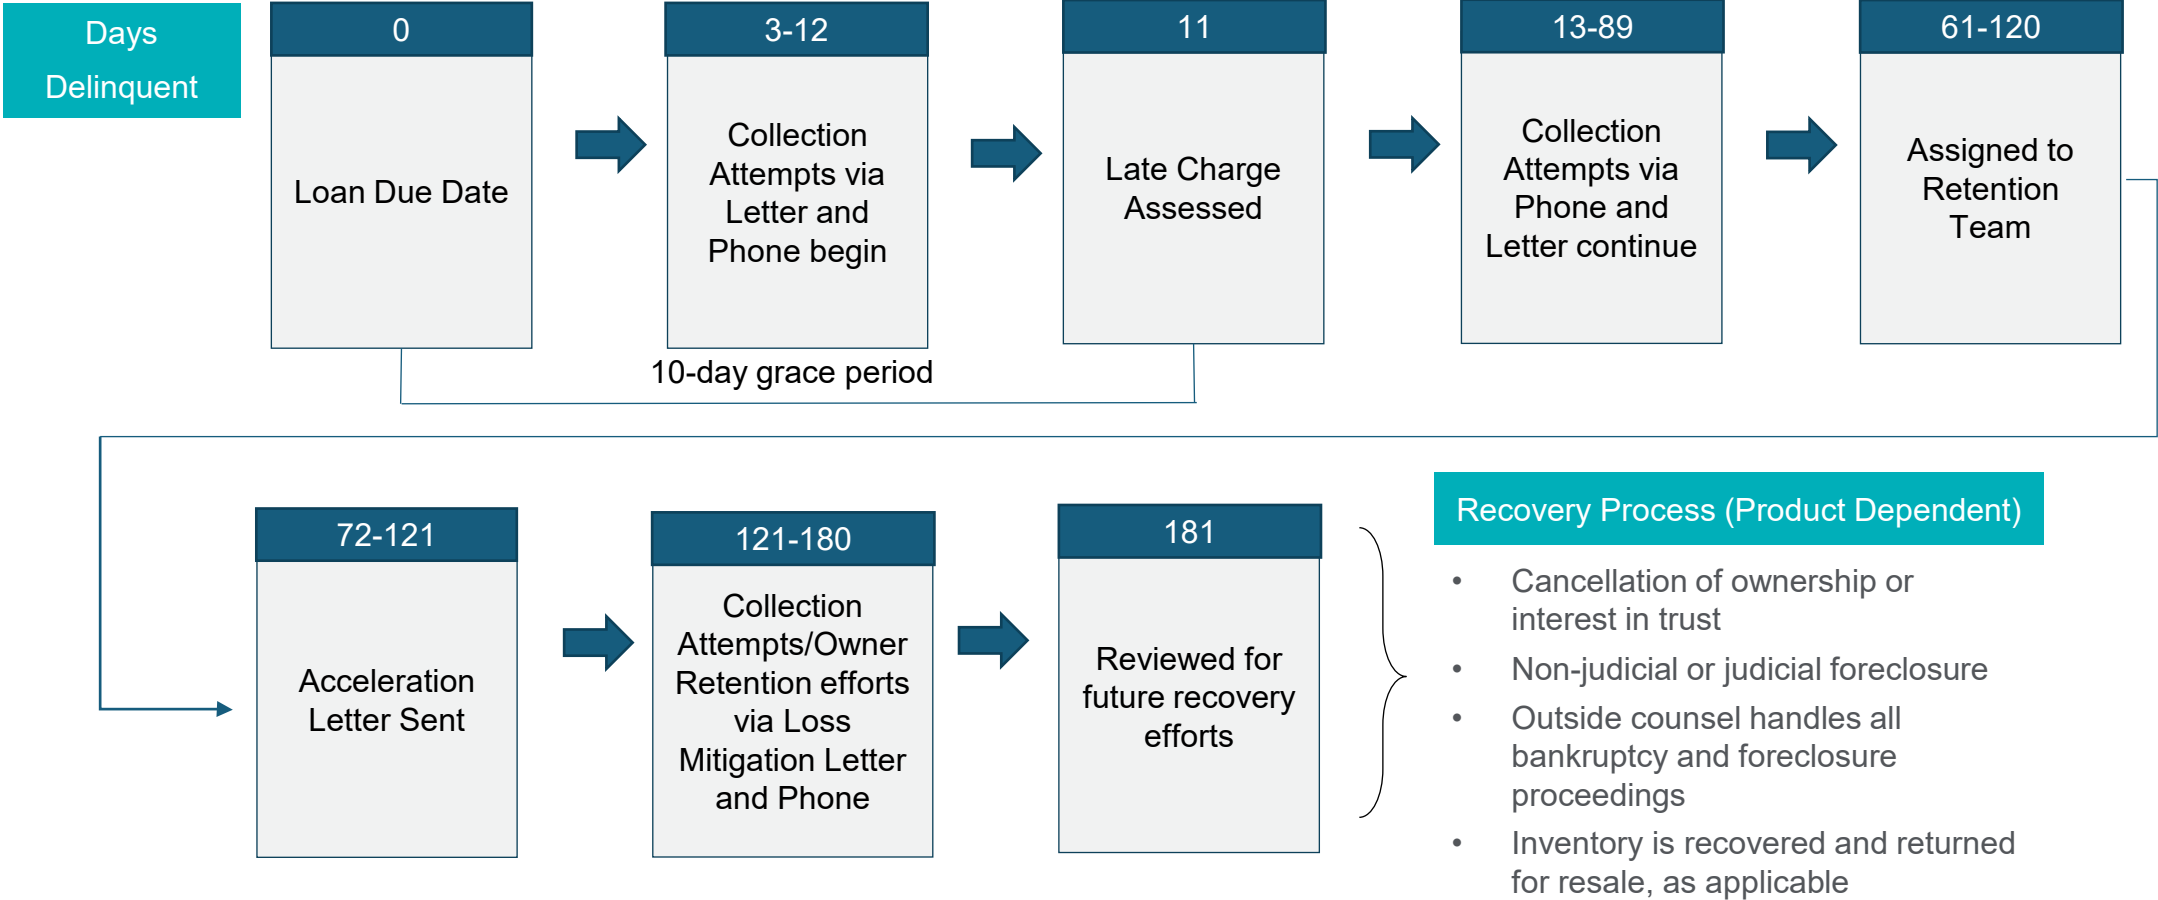 Days
Delinquent
0
Loan Due Date
3-12
Collection
Attempts via
Letter and
Phone begin
11
Late Charge
Assessed
13-89
Collection
Attempts via
Phone and
Letter continue
61-120
Assigned to
Retention
Team
10-day grace period
72-121
Acceleration
Letter Sent
121-180
Collection
Attempts/Owner
Retention efforts
via Loss
Mitigation Letter
and Phone
181
Reviewed for
future recovery
efforts
Recovery Process (Product Dependent)
• Cancellation of ownership or
interest in trust
• Non-judicial or judicial foreclosure
• Outside counsel handles all
bankruptcy and foreclosure
proceedings
• Inventory is recovered and returned
for resale, as applicable